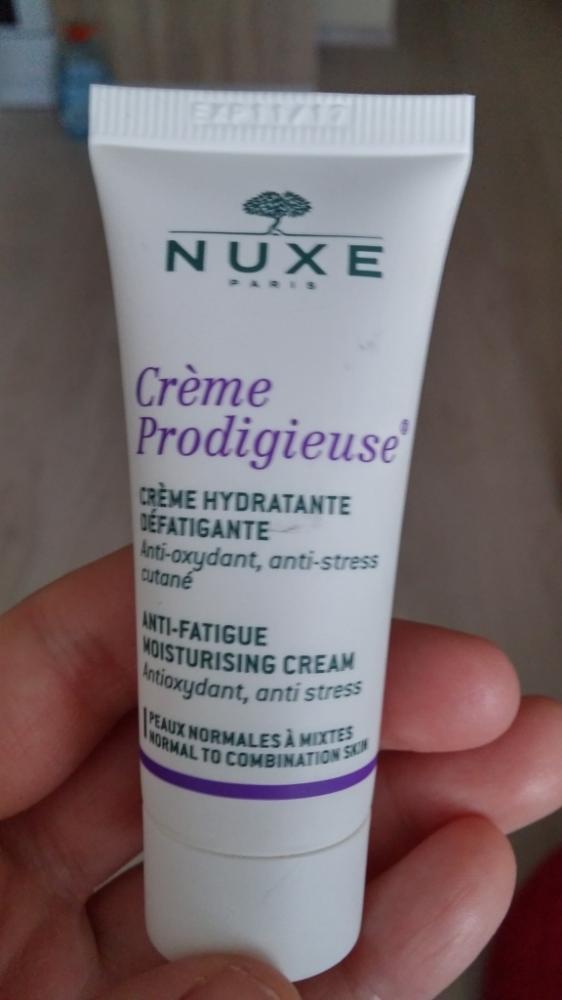 NUXE
PARIS
Crème
Prodigieuse®
CRÈME HYDRATANTE
DÉFATIGANTE
Anti-oxydant, anti-stress
cutané
ANTI-FATIGUE
MOISTURISING CREAM
Antioxydant, anti stress
PEAUX NORMALES À MIXTES
NORMAL TO COMBINATION SKIN